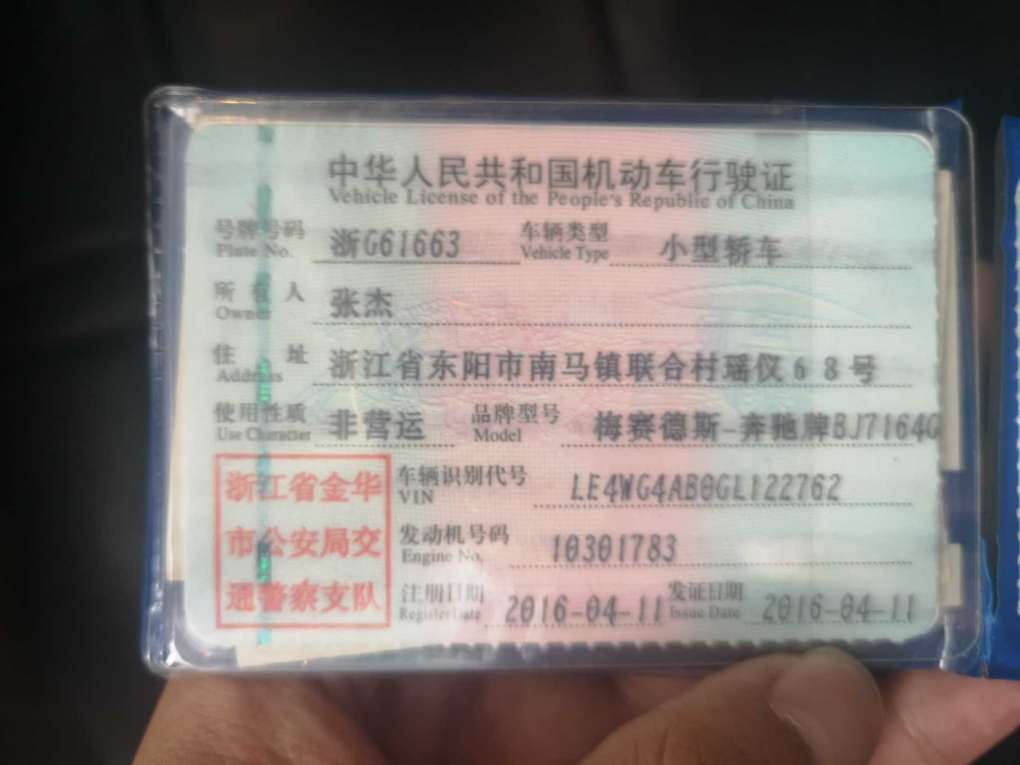 中华人民共和国机动车行驶证
Vehicle License of the People's Republic of China
号牌号码 浙G61663 车辆类型 小型轿车
Plate No. Vehicle Type
所有人 张杰
Owner
住址 浙江省东阳市南马镇联合村瑶仪68号
Address
使用性质 非营运 品牌型号 梅赛德斯-奔驰牌BJ7164G
Use Character Model
浙江省金华
市公安局交
通警察支队
车辆识别代号 LE4WG4AB0GL122762
VIN
发动机号码 10301783
Engine No.
注册日期 2016-04-11 发证日期 2016-04-11
Register Date Issue Date